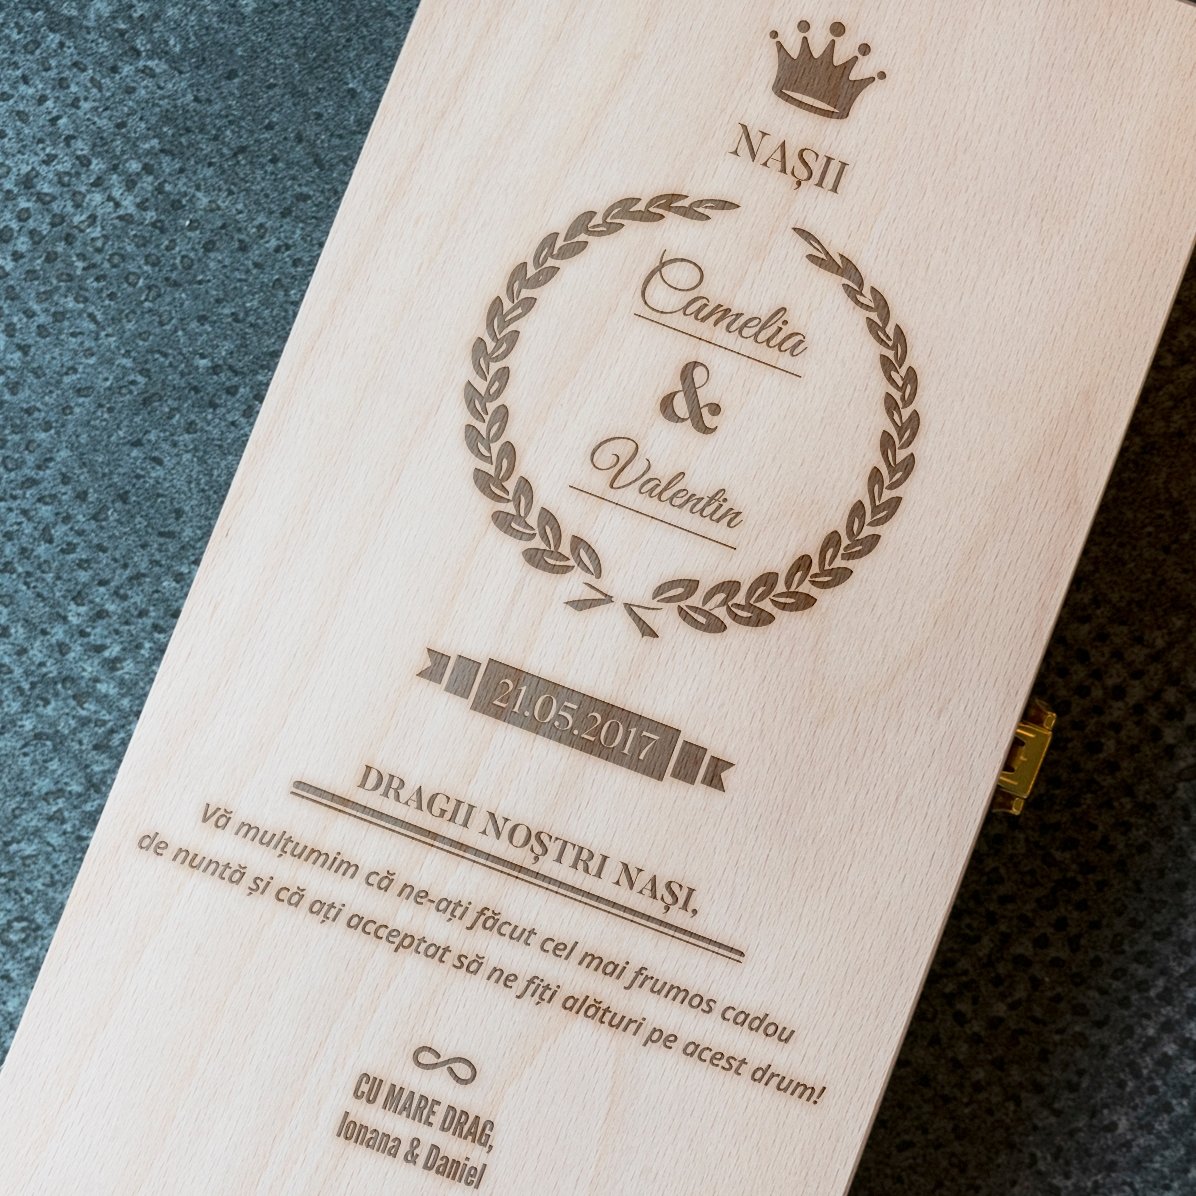 NAȘII
Camelia
&
Valentin
21.05.2017
DRAGII NOȘTRI NAȘI,
Vă mulțumim că ne-ați făcut cel mai frumos cadou
de nuntă și că ați acceptat să ne fiți alături pe acest drum!
CU MARE DRAG,
Ionana & Daniel